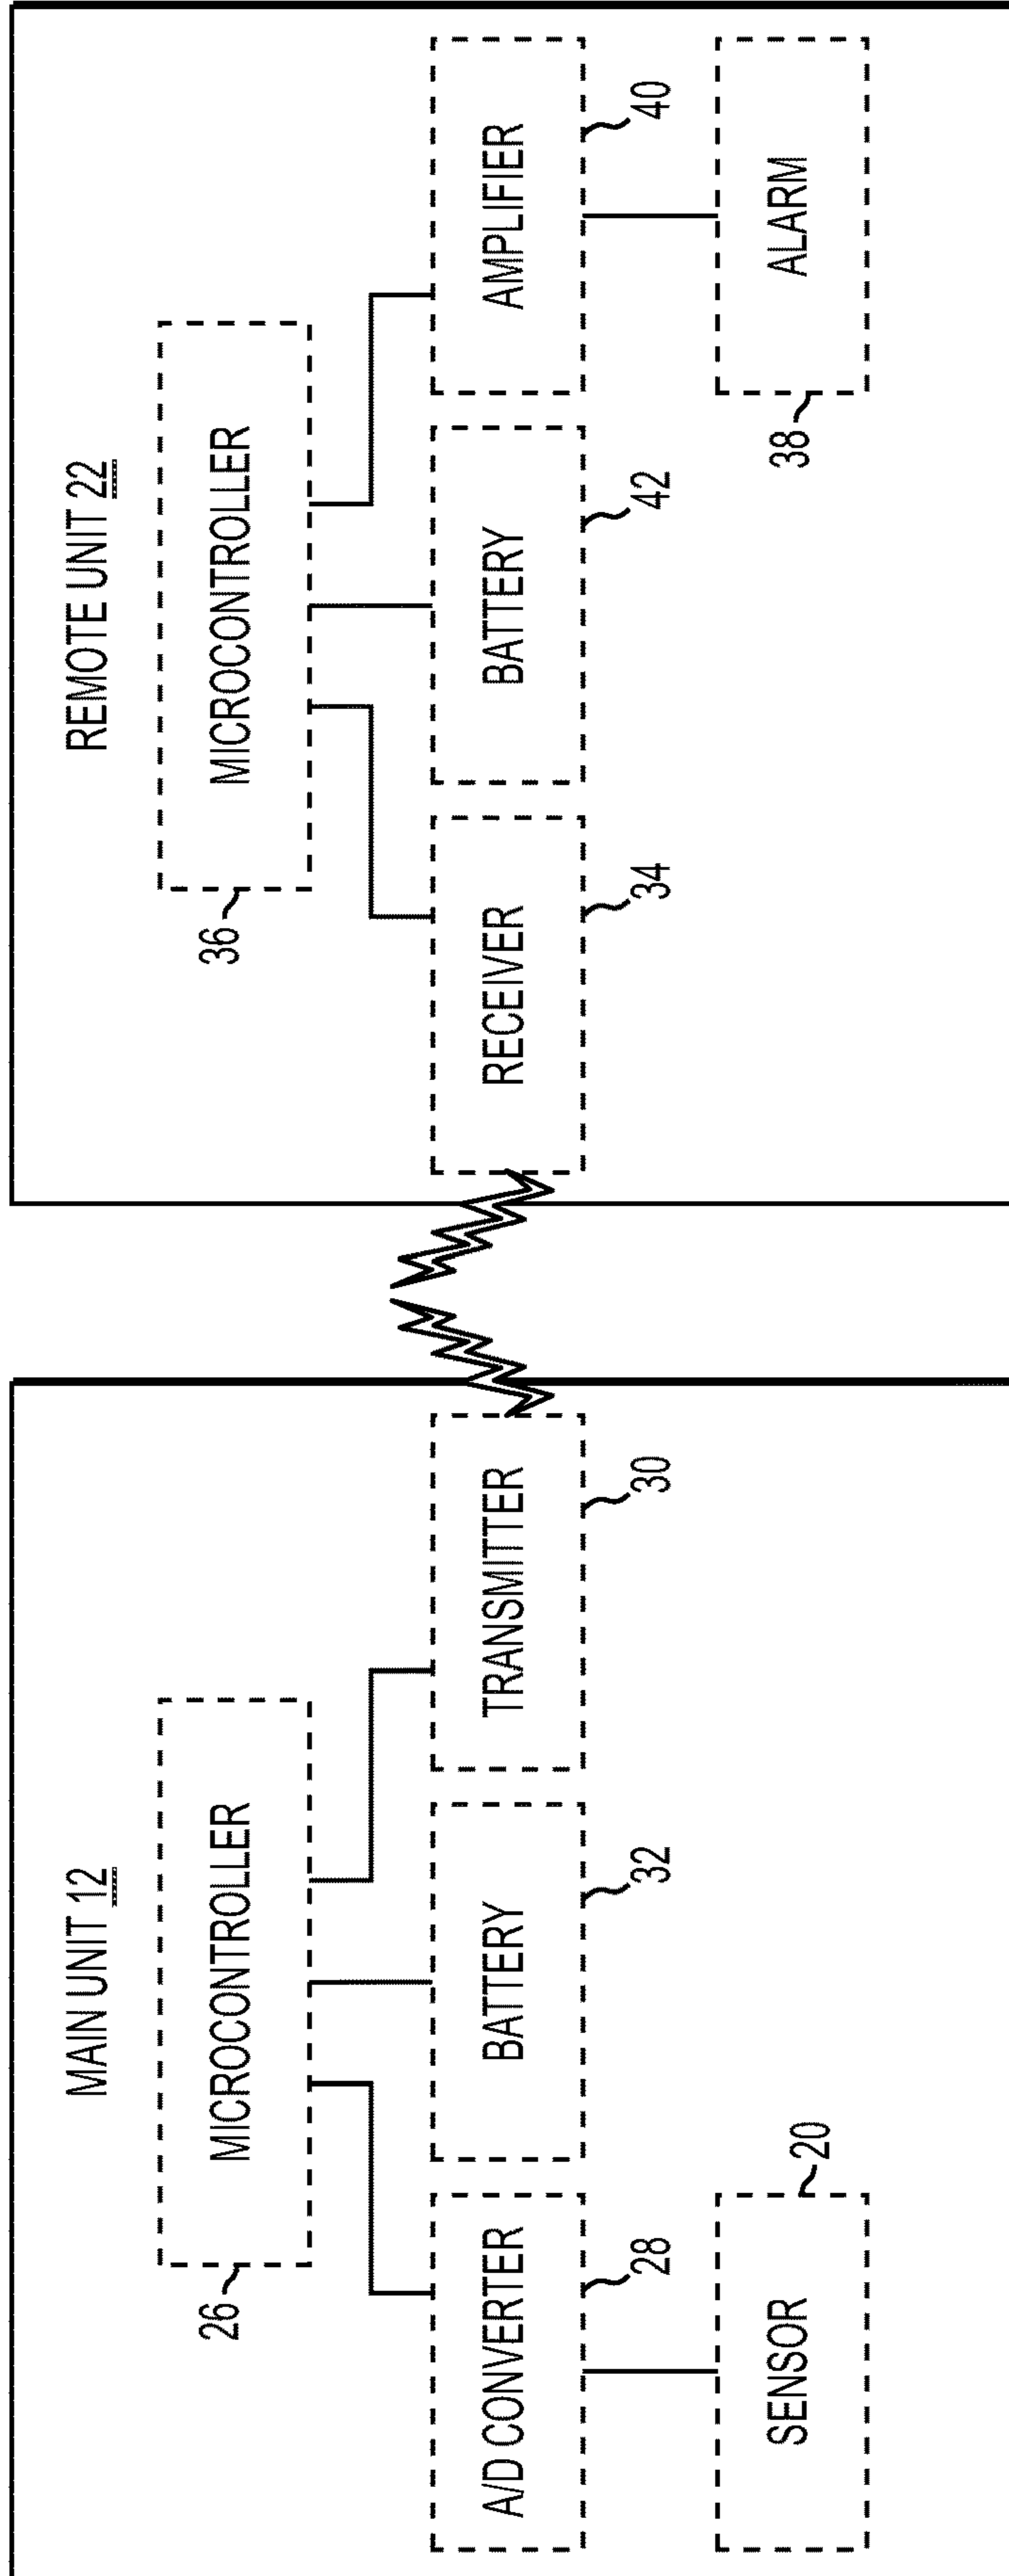 MAIN UNIT 12
MICROCONTROLLER
26
A/D CONVERTER
28
BATTERY
32
TRANSMITTER
30
SENSOR
20
REMOTE UNIT 22
MICROCONTROLLER
36
RECEIVER
34
BATTERY
42
AMPLIFIER
40
38
ALARM